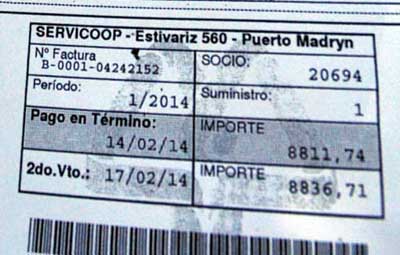 SERVICOOP - Estivariz 560 - Puerto Madryn
Nº Factura
B-0001-04242152
SOCIO:
20694
Período:
1/2014
Suministro:
1
Pago en Término:
14/02/14
IMPORTE
8811,74
2do.Vto.: 17/02/14
IMPORTE
8836,71